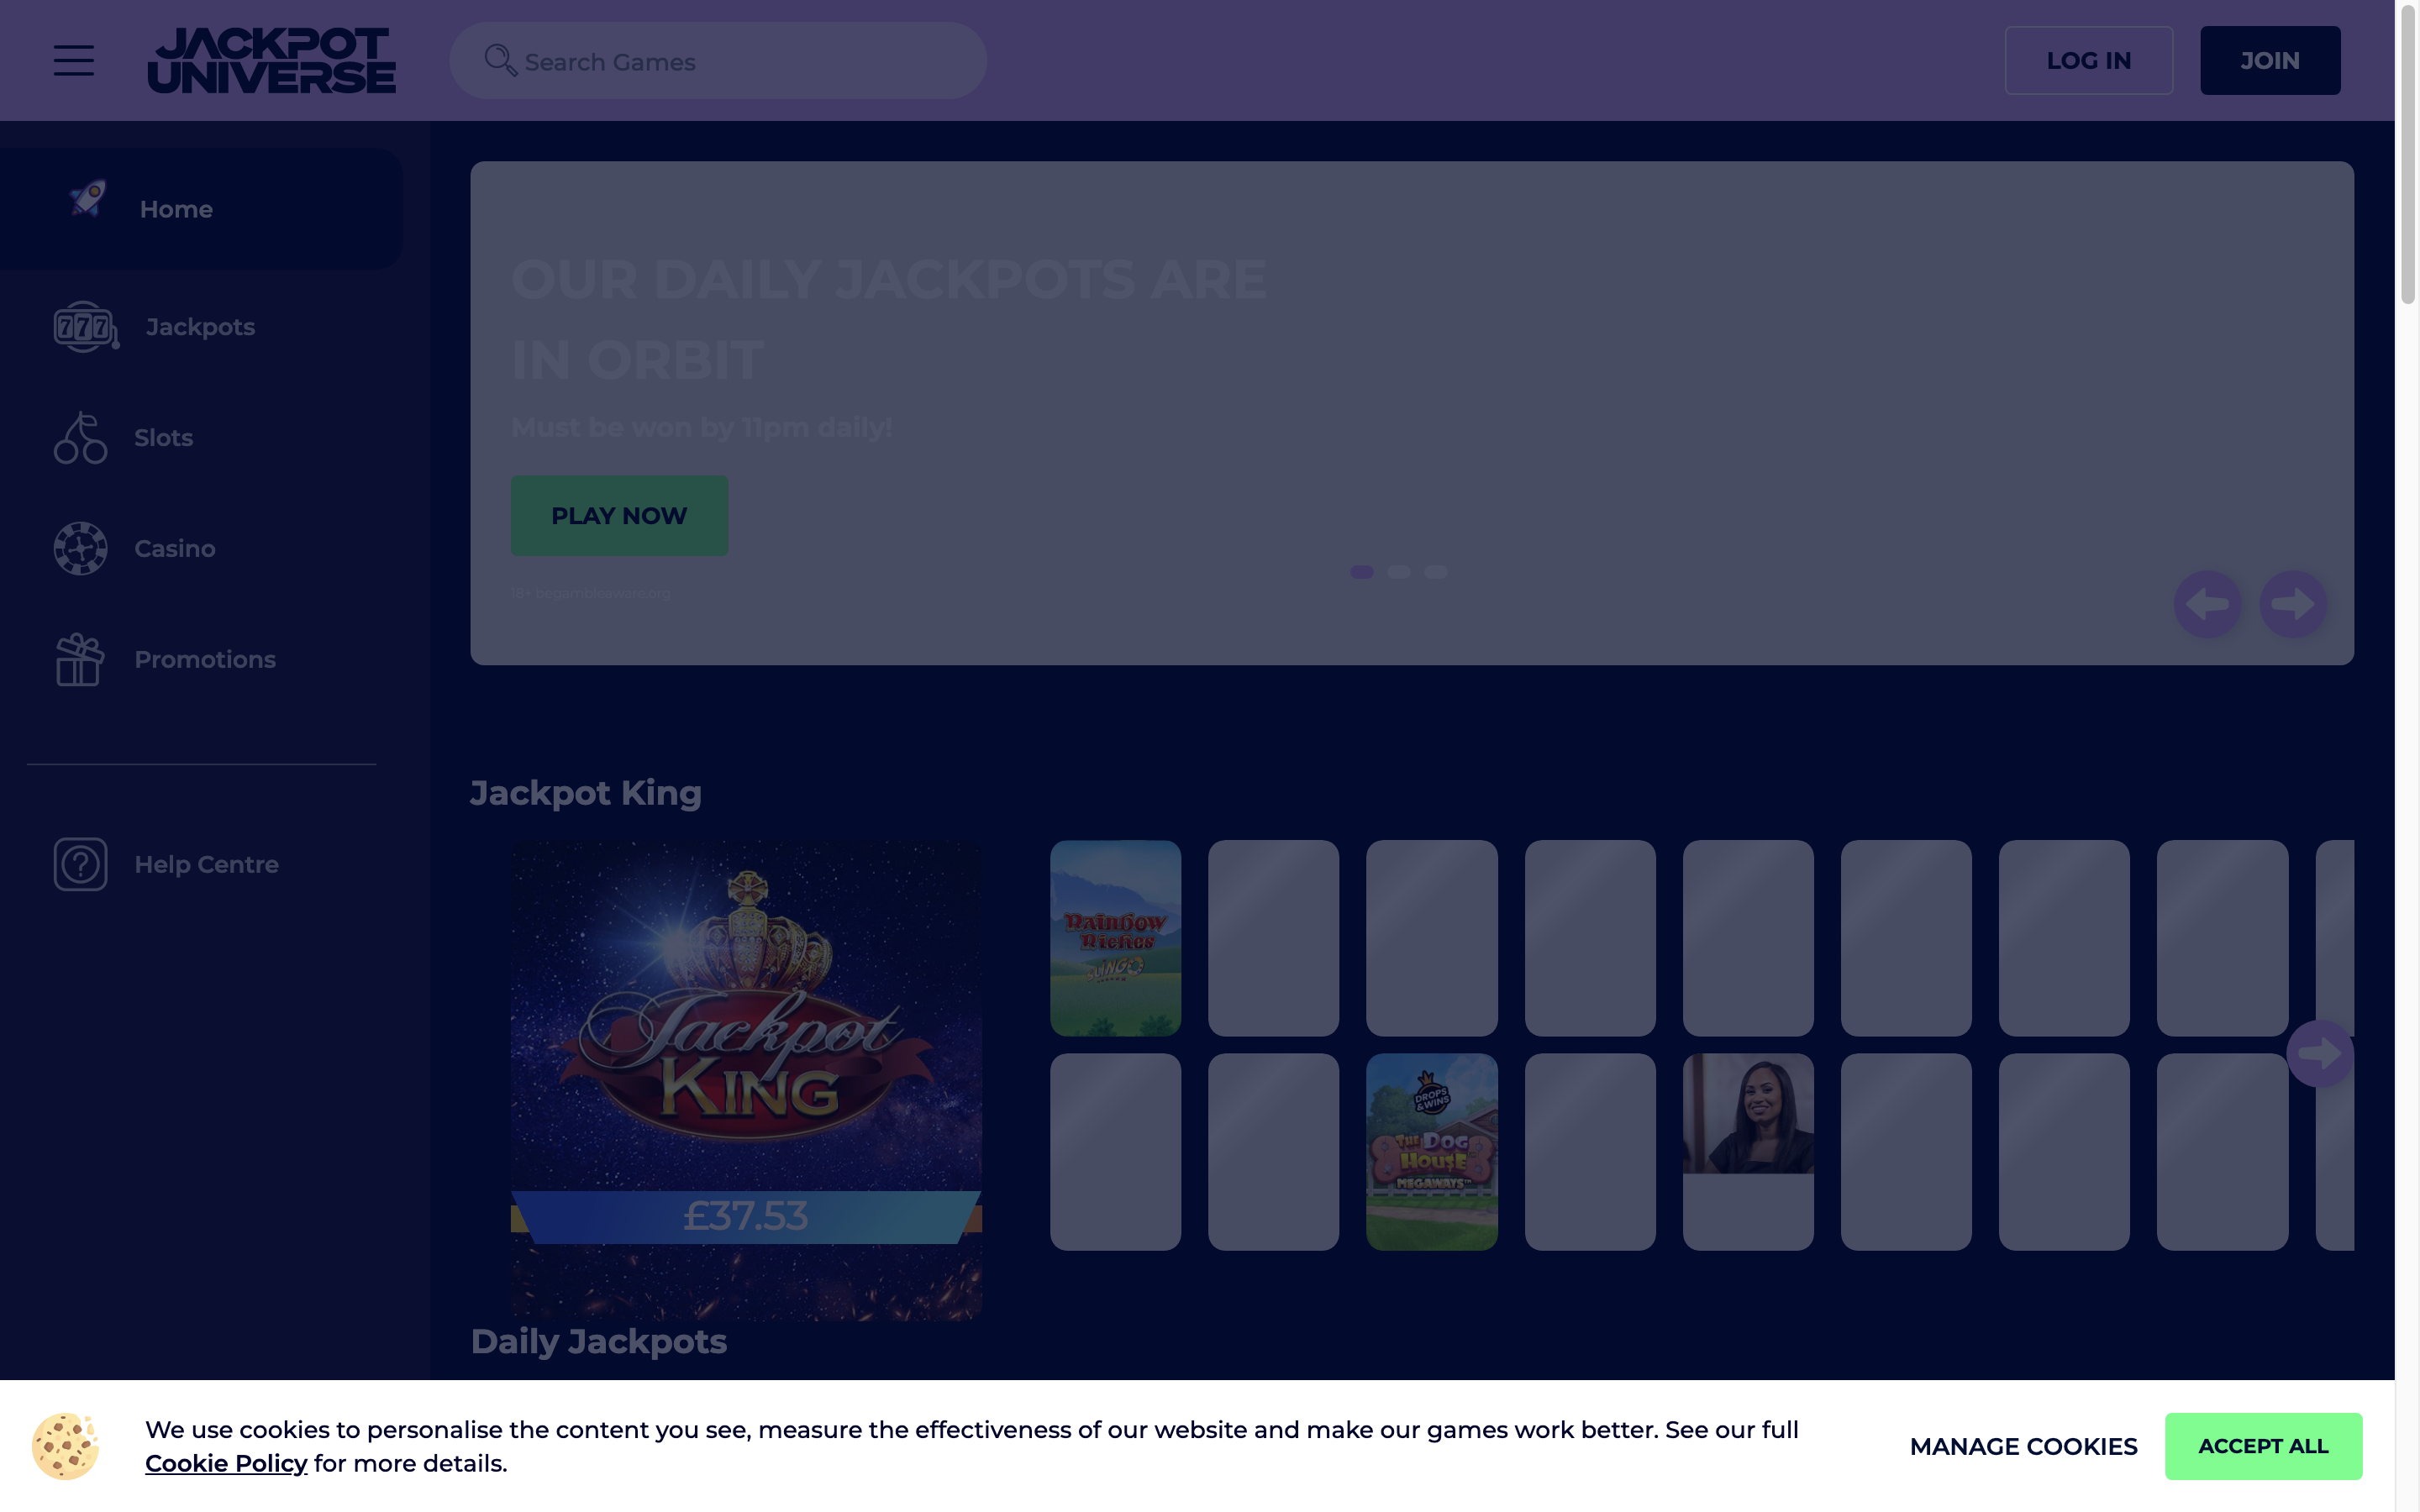 JACKPOT
UNIVERSE
Search Games
LOG IN
JOIN
Home
777
Jackpots
Slots
Casino
Promotions
Help Centre
OUR DAILY JACKPOTS ARE
IN ORBIT
Must be won by 11pm daily!
PLAY NOW
18+ begambleaware.org
Jackpot King
Jackpot
KING
£37.53
Rainbow
Riches
SLINGO
DROPS
&WINS
THE DOG
HOUSE
MEGAWAYS™
Daily Jackpots
We use cookies to personalise the content you see, measure the effectiveness of our website and make our games work better. See our full
Cookie Policy for more details.
MANAGE COOKIES
ACCEPT ALL